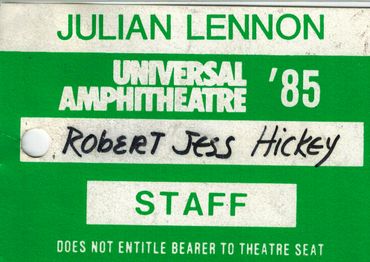 JULIAN LENNON
UNIVERSAL
AMPHITHEATRE '85
Robert Jess Hickey
STAFF
DOES NOT ENTITLE BEARER TO THEATRE SEAT